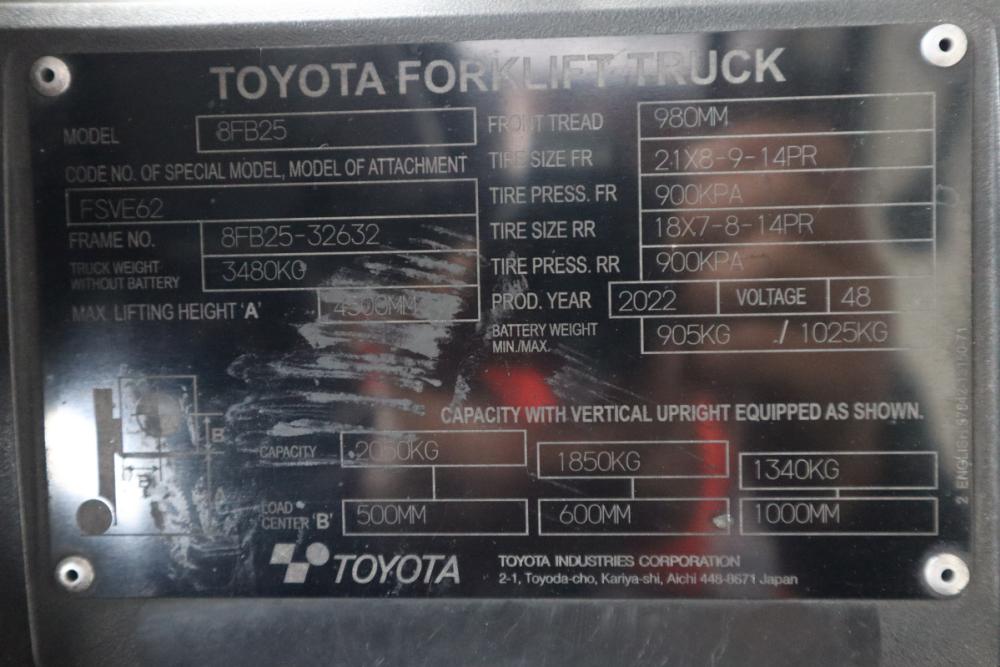 TOYOTA FORKLIFT TRUCK
MODEL 8FB25
CODE NO. OF SPECIAL MODEL, MODEL OF ATTACHMENT
FSVE62
FRAME NO. 8FB25-32632
TRUCK WEIGHT WITHOUT BATTERY 3480KG
MAX. LIFTING HEIGHT 'A' 4300MM
FRONT TREAD 980MM
TIRE SIZE FR 21X8-9-14PR
TIRE PRESS. FR 900KPA
TIRE SIZE RR 18X7-8-14PR
TIRE PRESS. RR 900KPA
PROD. YEAR 2022 VOLTAGE 48
BATTERY WEIGHT MIN./MAX. 905KG / 1025KG
CAPACITY WITH VERTICAL UPRIGHT EQUIPPED AS SHOWN.
B
A
CAPACITY 2050KG 1850KG 1340KG
LOAD CENTER 'B' 500MM 600MM 1000MM
TOYOTA
TOYOTA INDUSTRIES CORPORATION
2-1, Toyoda-cho, Kariya-shi, Aichi 448-8671 Japan
2 ENGLISH